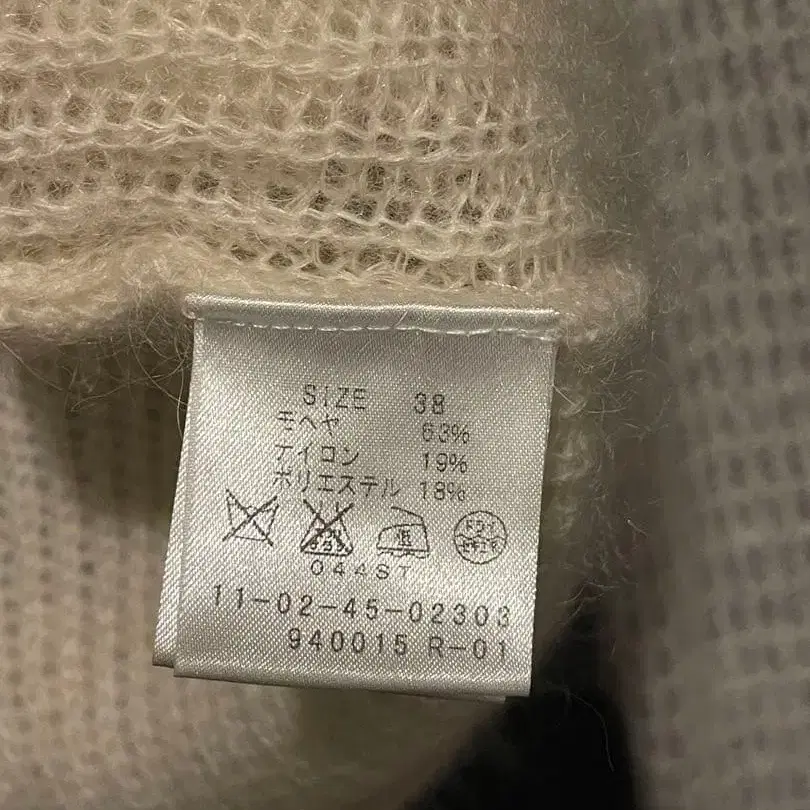 SIZE 38
モヘヤ 63%
ナイロン 19%
ポリエステル 18%
044ST
11-02-45-02303
940015 R-01